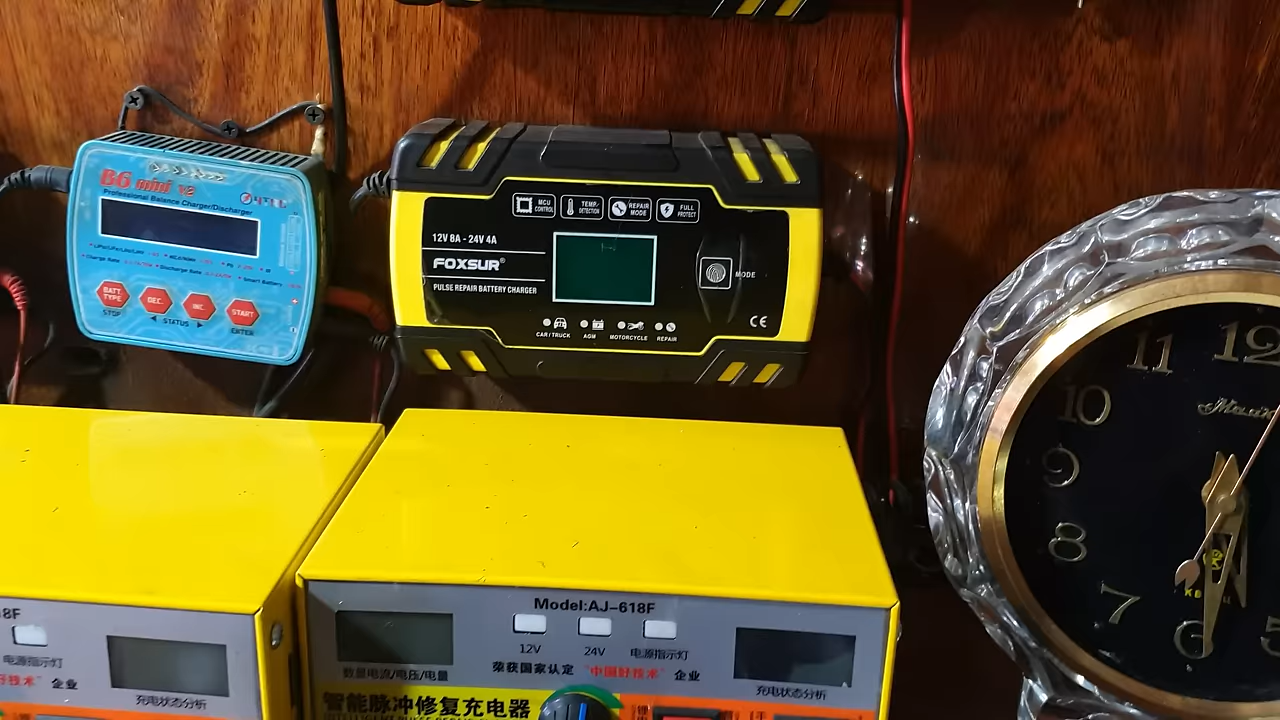 B6 mini V2
Professional Balance Charger/Discharger
BATT TYPE
DEC.
INC.
START
STOP
◀ STATUS ▶
ENTER
MCU CONTROL
TEMP. DETECTION
REPAIR MODE
FULL PROTECT
12V 8A - 24V 4A
FOXSUR®
PULSE REPAIR BATTERY CHARGER
MODE
CAR/TRUCK
AGM
MOTORCYCLE
REPAIR
CE
8F
电源指示灯
好技术" 企业
充电状态分析
Model:AJ-618F
12V
24V
电源指示灯
数量电流/电压/电量
荣获国家认定 "中国好技术" 企业
充电状态分析
智能脉冲修复充电器
12
11
10
9
8
7
6
5